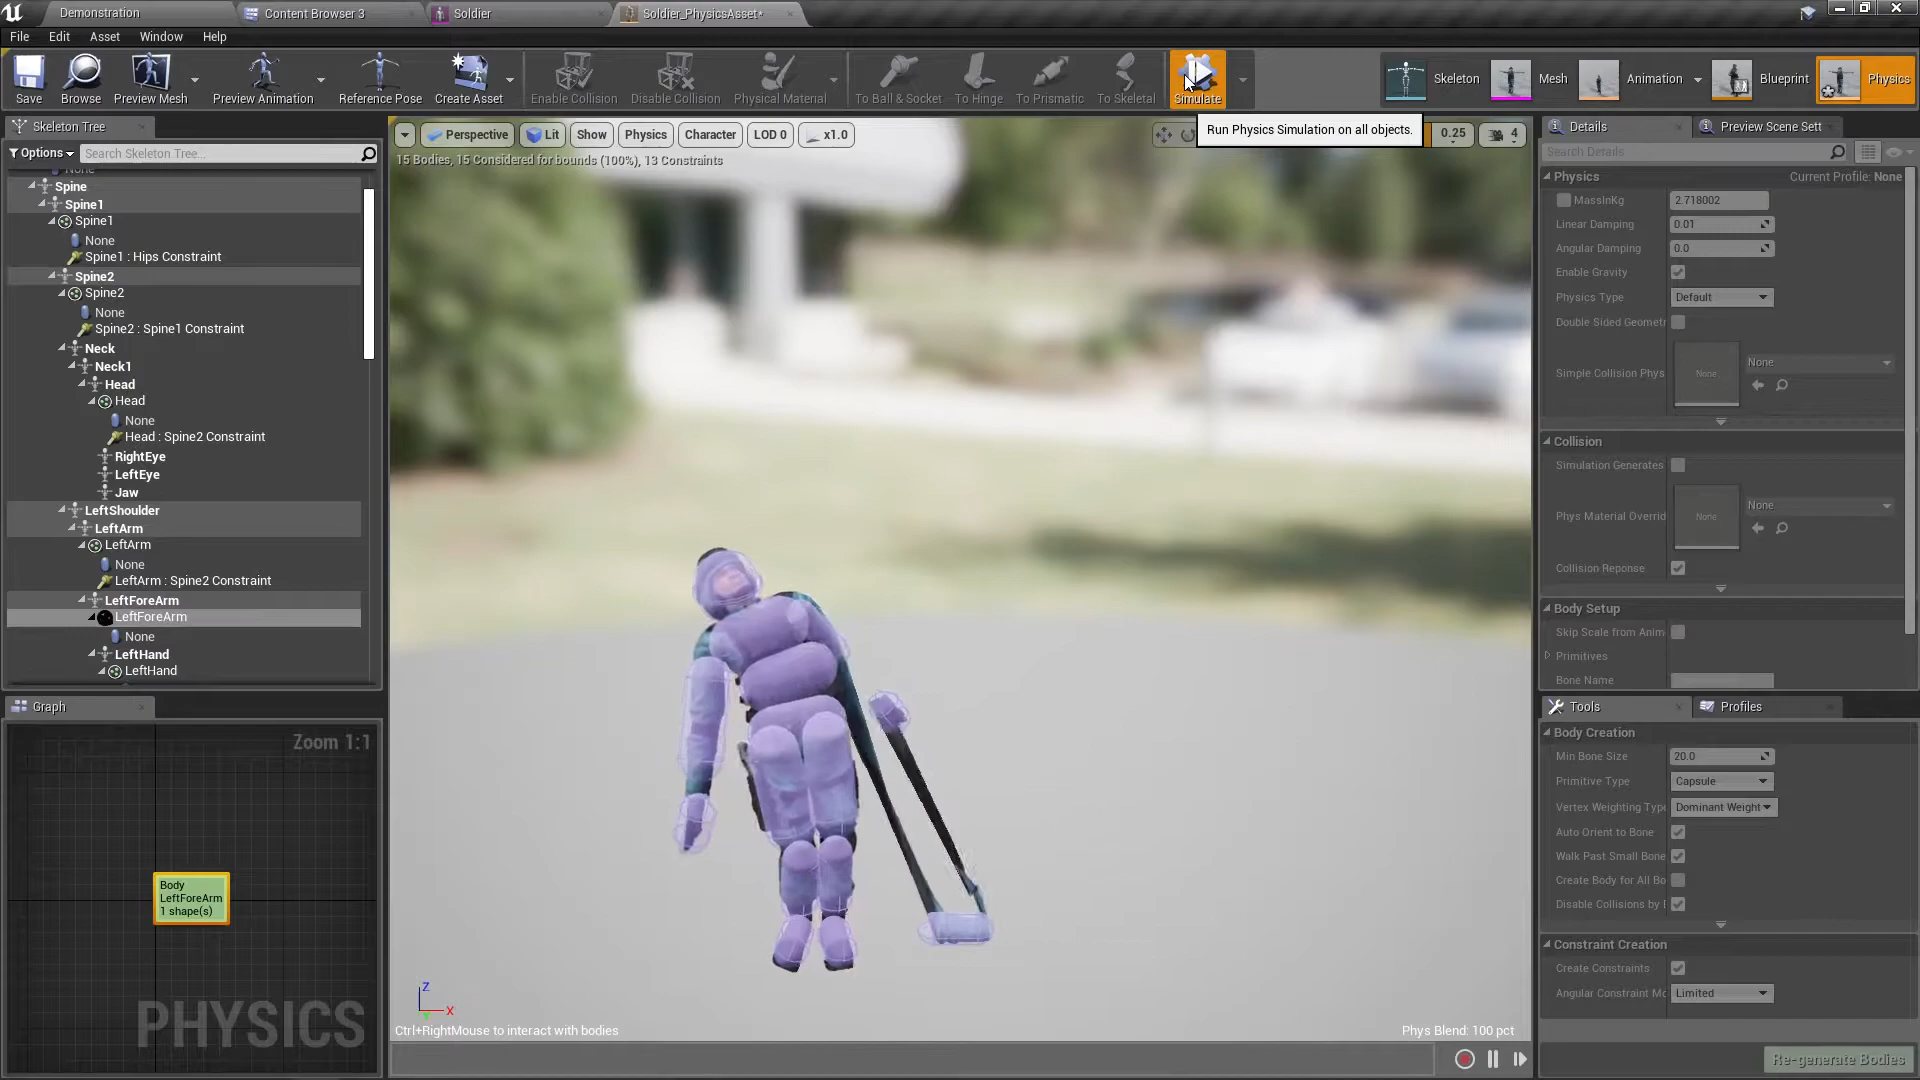 Demonstration
Content Browser 3
Soldier
Soldier_PhysicsAsset*
File
Edit
Asset
Window
Help
Save
Browse
Preview Mesh
Preview Animation
Reference Pose
Create Asset
Enable Collision
Disable Collision
Physical Material
To Ball & Socket
To Hinge
To Prismatic
To Skeletal
Simulate
Skeleton
Mesh
Animation
Blueprint
Physics
Run Physics Simulation on all objects.
Skeleton Tree
Options
Search Skeleton Tree...
None
Spine
Spine1
Spine1
None
Spine1 : Hips Constraint
Spine2
Spine2
None
Spine2 : Spine1 Constraint
Neck
Neck1
Head
Head
None
Head : Spine2 Constraint
RightEye
LeftEye
Jaw
LeftShoulder
LeftArm
LeftArm
None
LeftArm : Spine2 Constraint
LeftForeArm
LeftForeArm
None
LeftHand
LeftHand
Graph
Zoom 1:1
Body
LeftForeArm
1 shape(s)
PHYSICS
Perspective
Lit
Show
Physics
Character
LOD 0
x1.0
0.25
4
15 Bodies, 15 Considered for bounds (100%), 13 Constraints
Z
X
Y
Ctrl+RightMouse to interact with bodies
Phys Blend: 100 pct
Details
Preview Scene Sett
Search Details
Physics
Current Profile: None
MassInKg
2.718002
Linear Damping
0.01
Angular Damping
0.0
Enable Gravity
Physics Type
Default
Double Sided Geometr
Simple Collision Phys
None
None
Collision
Simulation Generates
Phys Material Overrid
None
None
Collision Reponse
Body Setup
Skip Scale from Anim
Primitives
Bone Name
Tools
Profiles
Body Creation
Min Bone Size
20.0
Primitive Type
Capsule
Vertex Weighting Type
Dominant Weight
Auto Orient to Bone
Walk Past Small Bone
Create Body for All Bo
Disable Collisions by
Constraint Creation
Create Constraints
Angular Constraint Mo
Limited
Re-generate Bodies